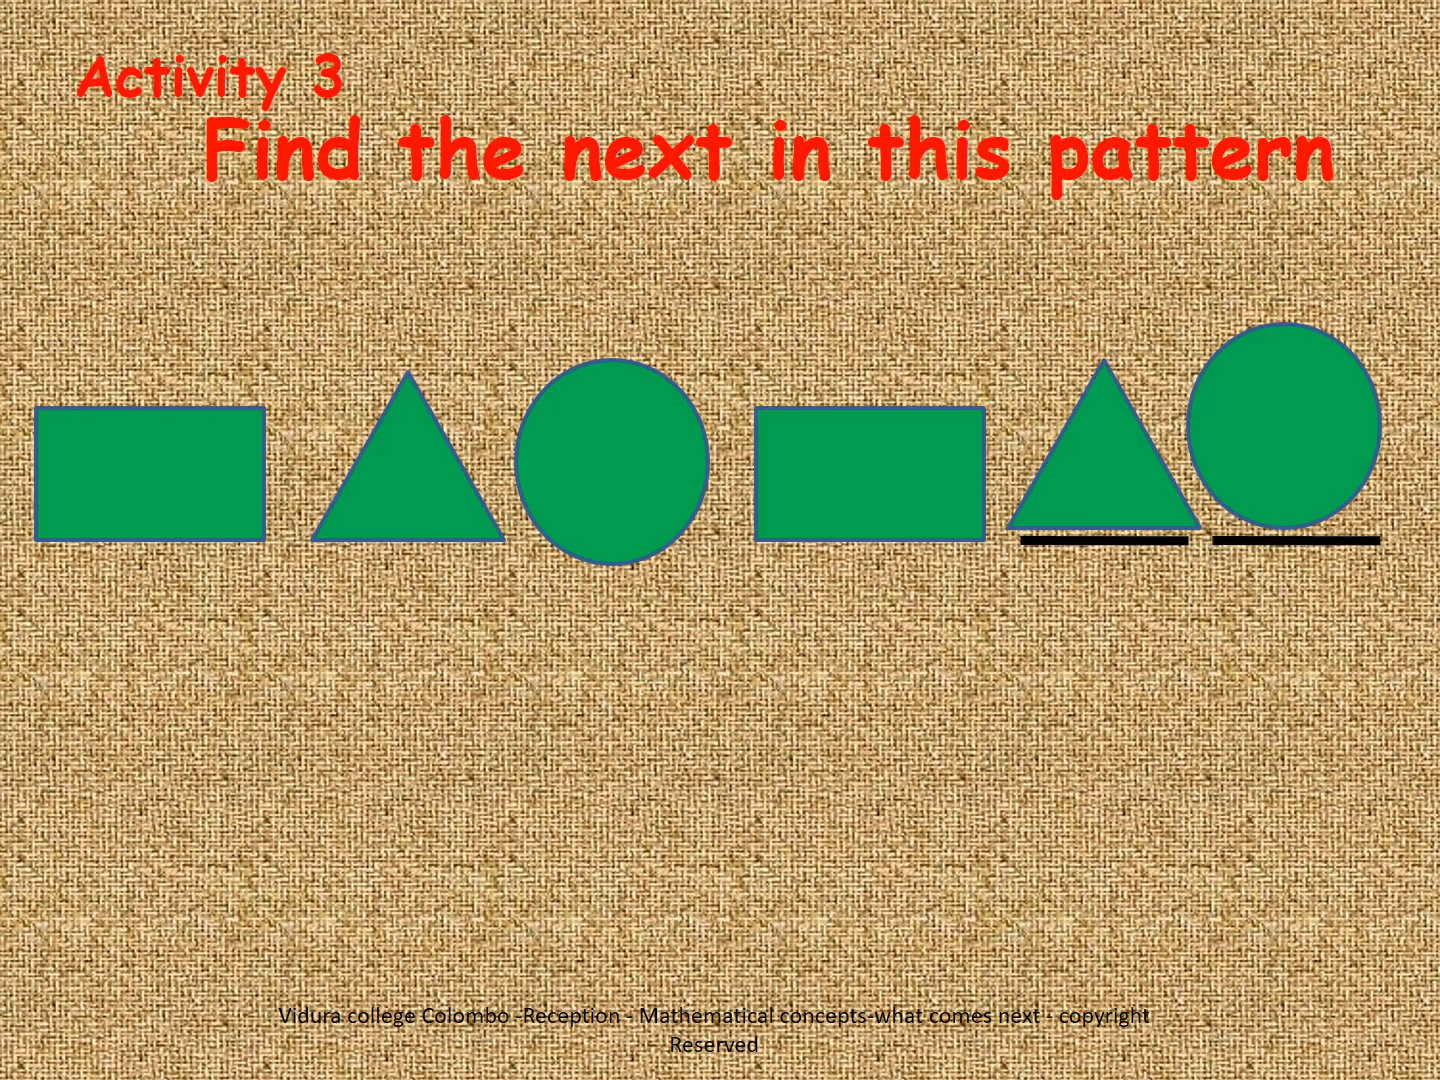 Activity 3
Find the next in this pattern
Vidura college Colombo -Reception - Mathematical concepts-what comes next - copyright
Reserved